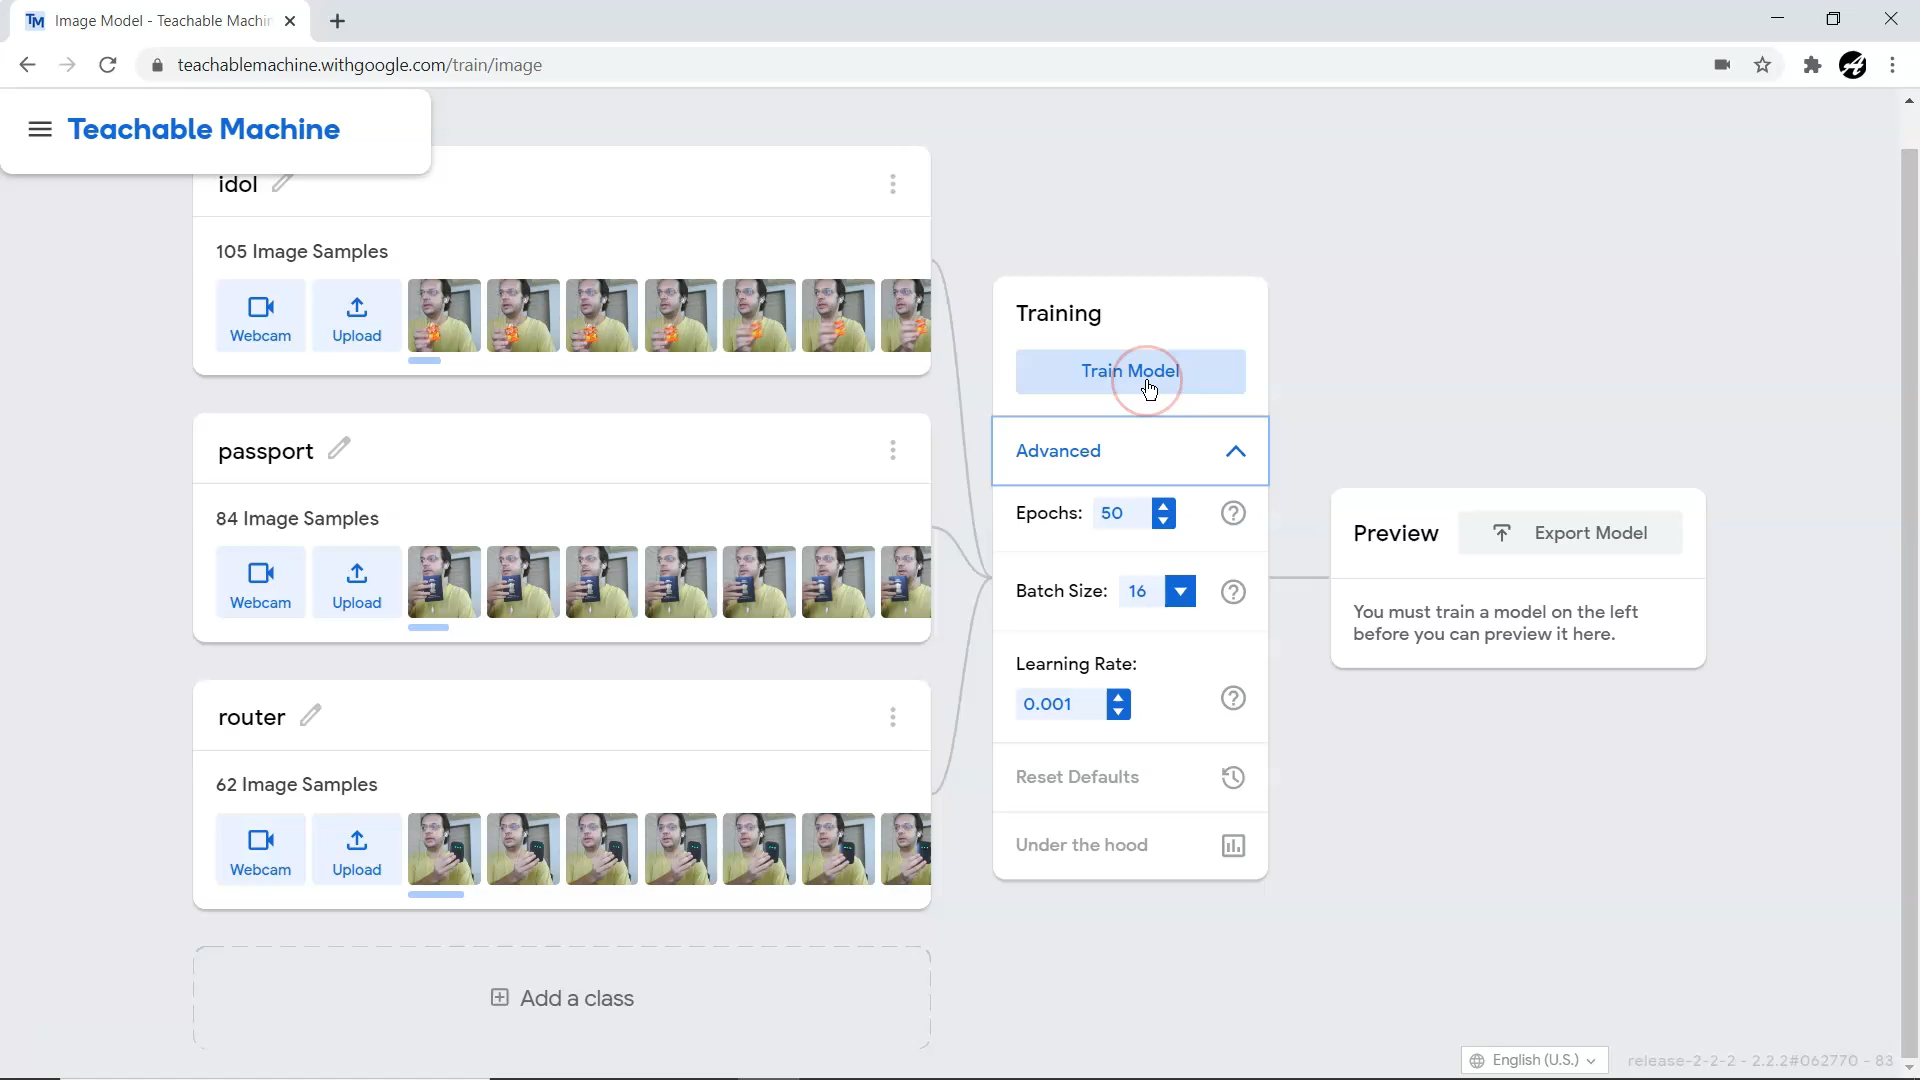 TM Image Model - Teachable Machin
teachablemachine.withgoogle.com/train/image
Teachable Machine
idol
105 Image Samples
Webcam
Upload
passport
84 Image Samples
Webcam
Upload
router
62 Image Samples
Webcam
Upload
Add a class
Training
Train Model
Advanced
Epochs: 50
Batch Size: 16
Learning Rate:
0.001
Reset Defaults
Under the hood
Preview
Export Model
You must train a model on the left
before you can preview it here.
English (U.S.)
release-2-2-2 - 2.2.2#062770 - 83